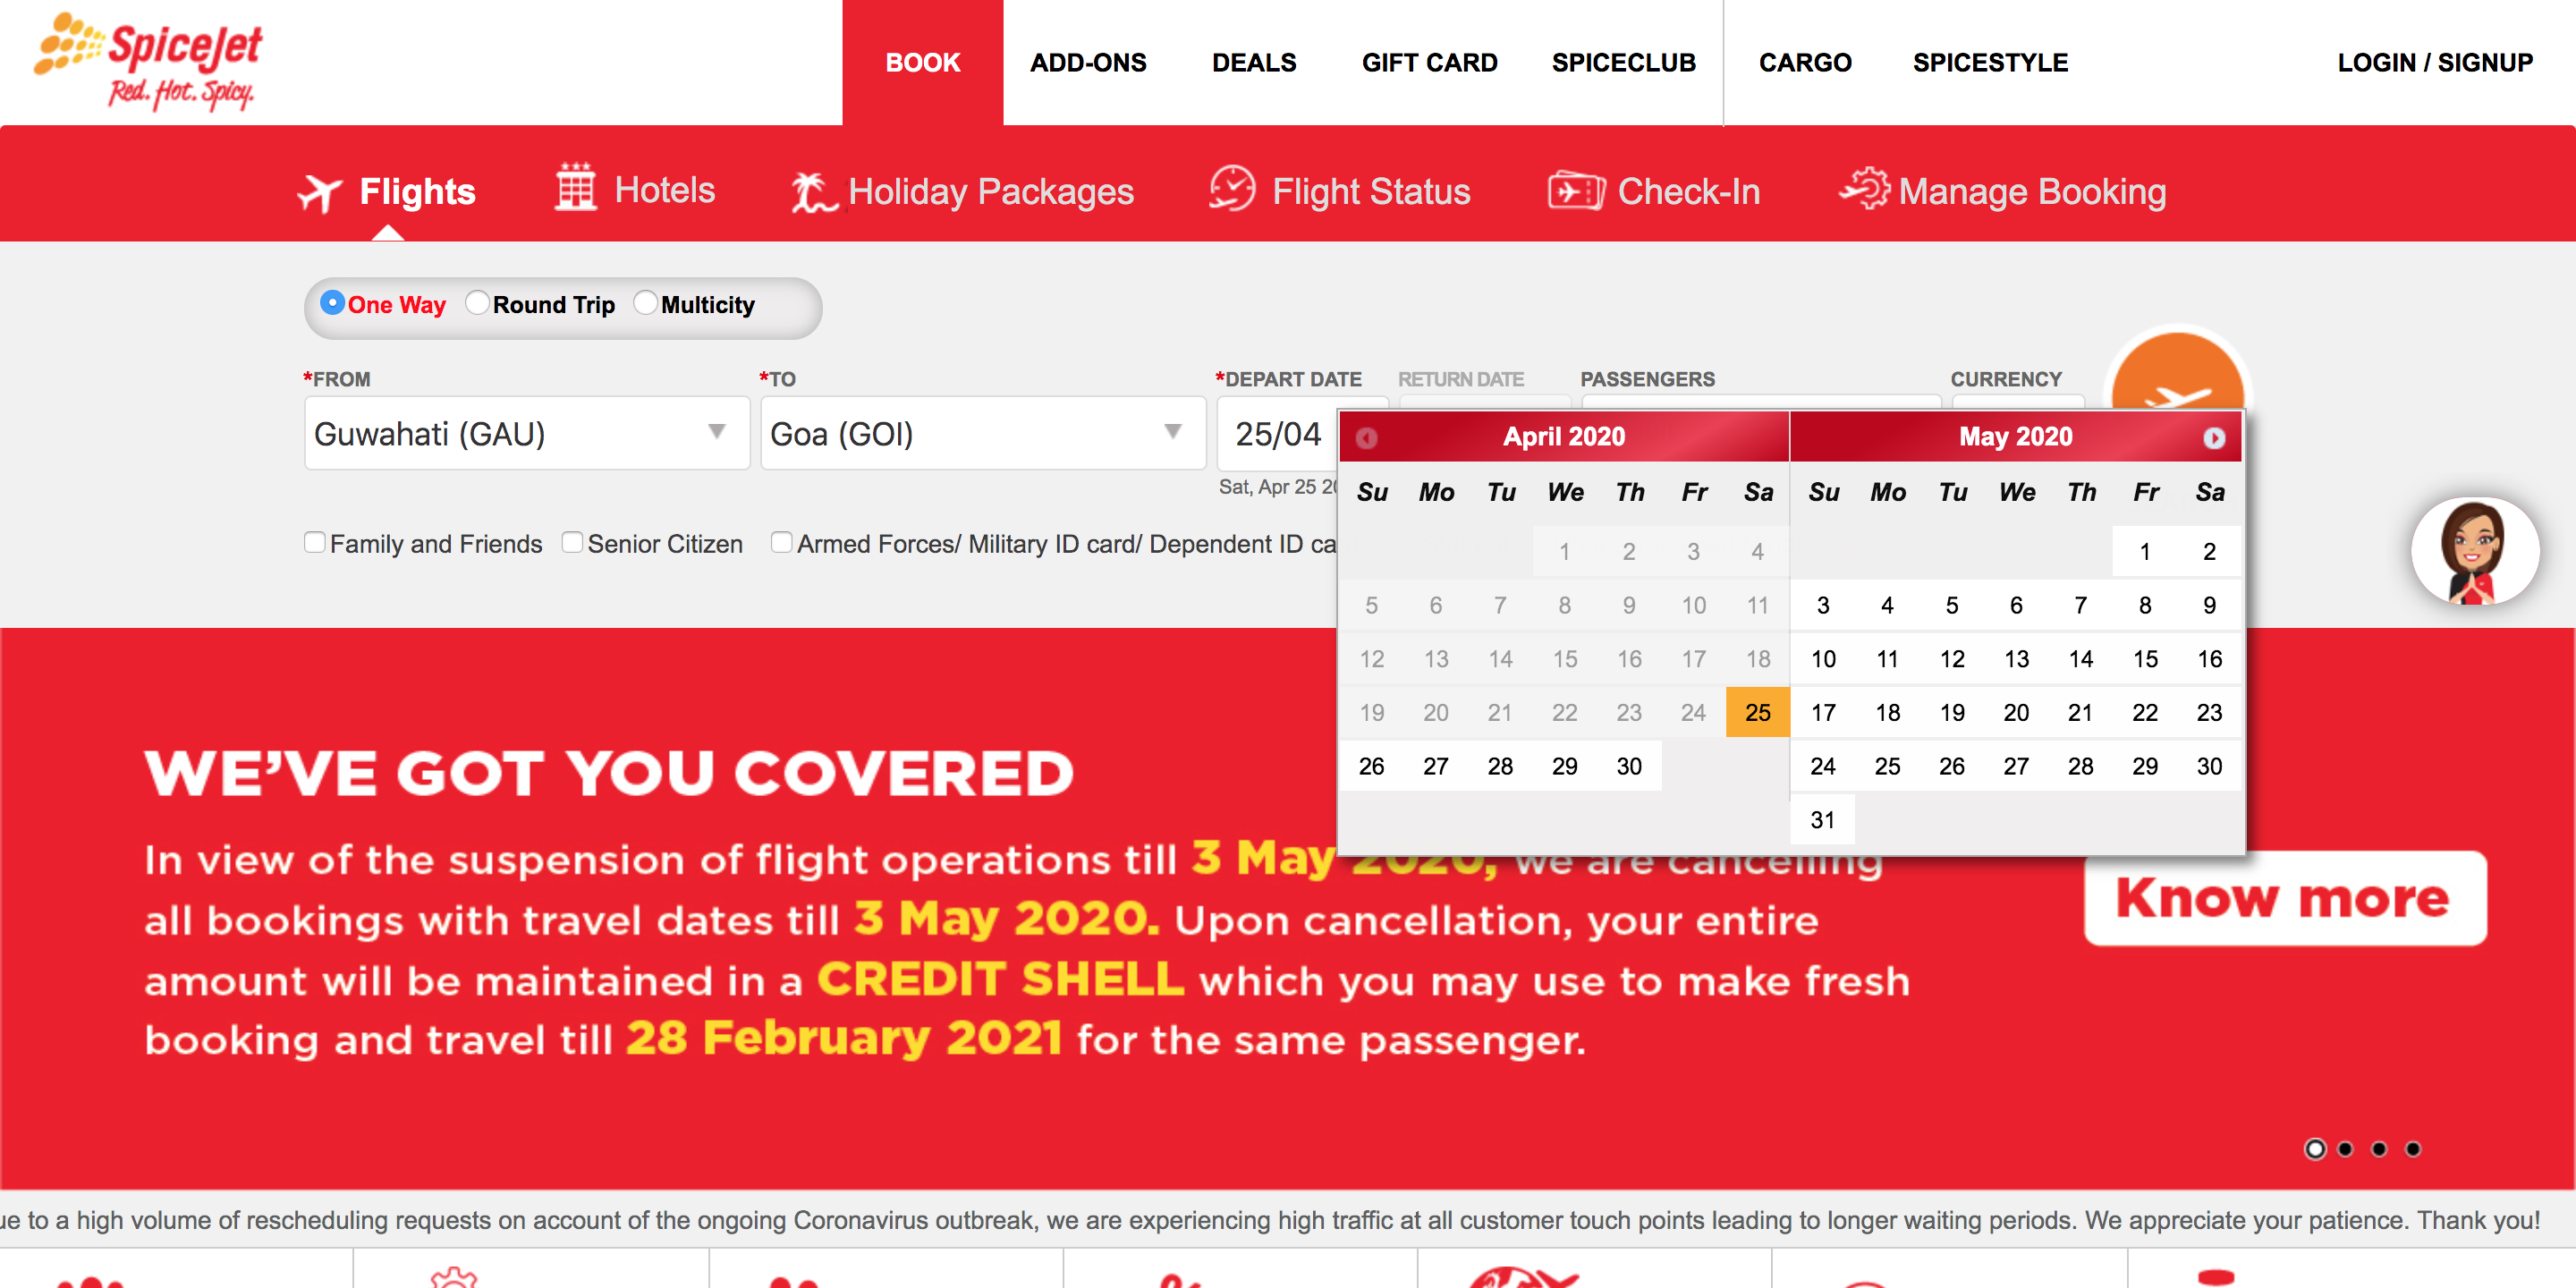 SpiceJet
Red. Hot. Spicy.
BOOK ADD-ONS DEALS GIFT CARD SPICECLUB CARGO SPICESTYLE LOGIN / SIGNUP
Flights Hotels Holiday Packages Flight Status Check-In Manage Booking
One Way Round Trip Multicity
*FROM *TO *DEPART DATE RETURN DATE PASSENGERS CURRENCY
Guwahati (GAU) Goa (GOI) 25/04
Sat, Apr 25
Family and Friends Senior Citizen Armed Forces/ Military ID card/ Dependent ID
April 2020 May 2020
Su Mo Tu We Th Fr Sa Su Mo Tu We Th Fr Sa
1 2 3 4 1 2
5 6 7 8 9 10 11 3 4 5 6 7 8 9
12 13 14 15 16 17 18 10 11 12 13 14 15 16
19 20 21 22 23 24 25 17 18 19 20 21 22 23
26 27 28 29 30 24 25 26 27 28 29 30
31
WE'VE GOT YOU COVERED
In view of the suspension of flight operations till 3 May 2020, we are cancelling
all bookings with travel dates till 3 May 2020. Upon cancellation, your entire
amount will be maintained in a CREDIT SHELL which you may use to make fresh
booking and travel till 28 February 2021 for the same passenger.
Know more
ue to a high volume of rescheduling requests on account of the ongoing Coronavirus outbreak, we are experiencing high traffic at all customer touch points leading to longer waiting periods. We appreciate your patience. Thank you!